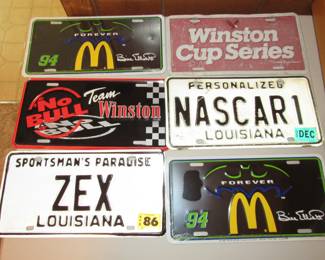 FOREVER
94
Bill Elliott
Winston
Cup Series
No
BULL
Team
Winston
PERSONALIZED
NASCAR1
LOUISIANA
DEC
SPORTSMAN'S PARADISE
ZEX
LOUISIANA
86
FOREVER
94
Bill Elliott